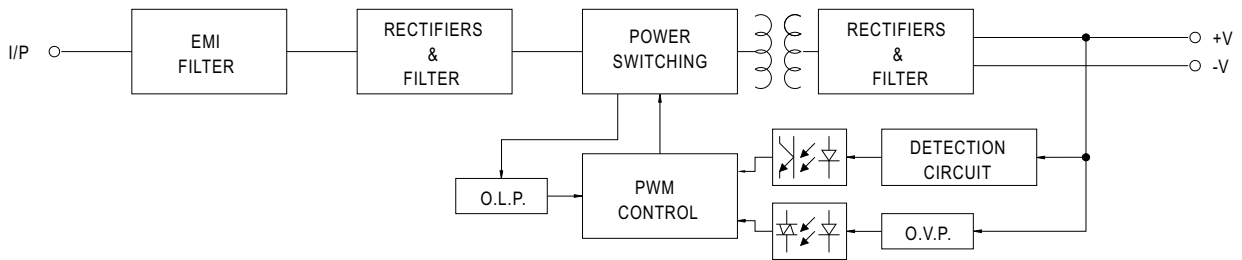 I/P
EMI
FILTER
RECTIFIERS
&
FILTER
POWER
SWITCHING
RECTIFIERS
&
FILTER
+V
-V
O.L.P.
PWM
CONTROL
DETECTION
CIRCUIT
O.V.P.